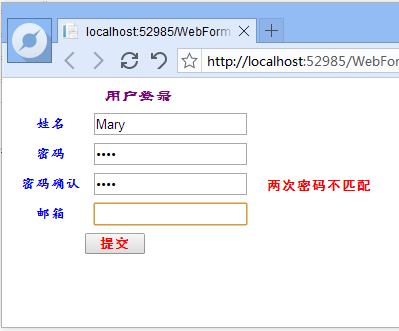 localhost:52985/WebForm
http://localhost:52985/WebFor
用户登录
姓名 Mary
密码 ••••
密码确认 •••• 两次密码不匹配
邮箱
提交